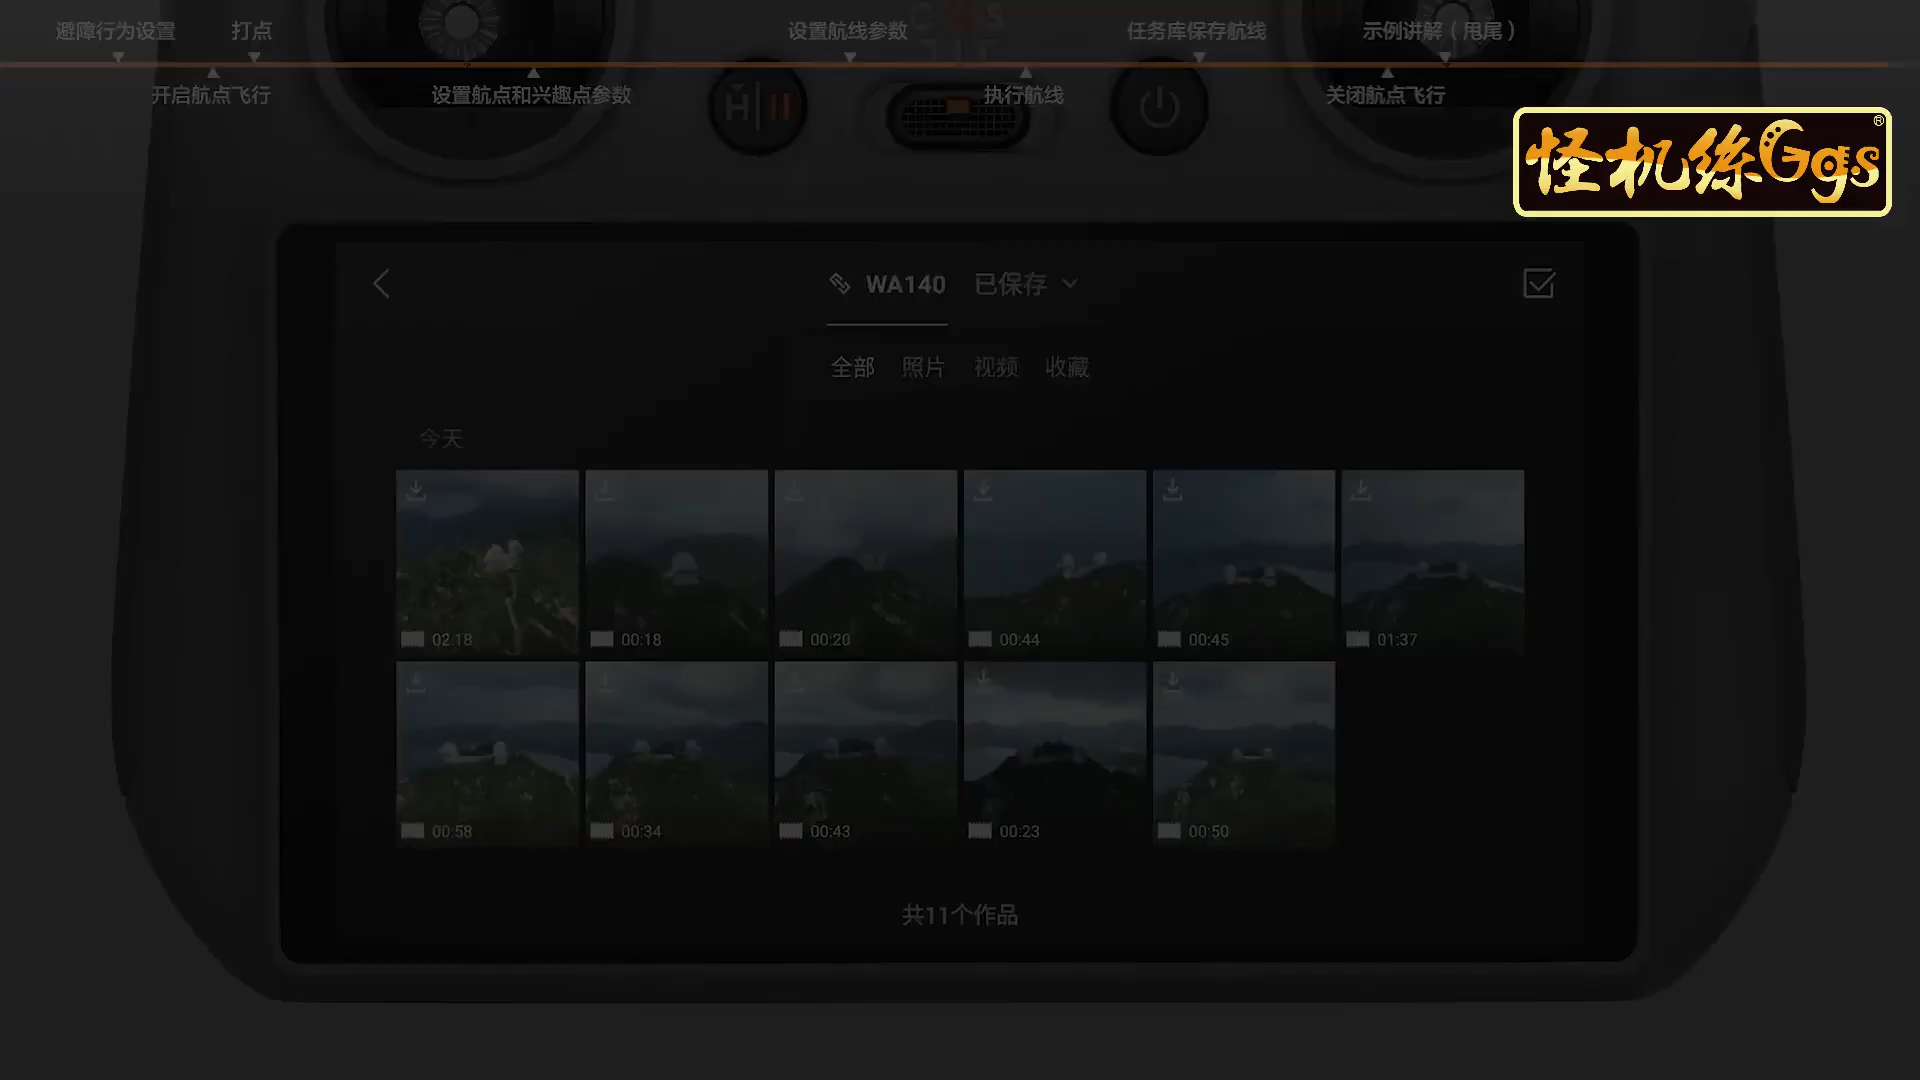 避障行为设置
打点
设置航线参数
任务库保存航线
示例讲解（甩尾）
开启航点飞行
设置航点和兴趣点参数
执行航线
关闭航点飞行
怪机练Ggs®
WA140 已保存
全部 照片 视频 收藏
今天
02:18 00:18 00:20 00:44 00:45 01:37
00:58 00:34 00:43 00:23 00:50
共11个作品